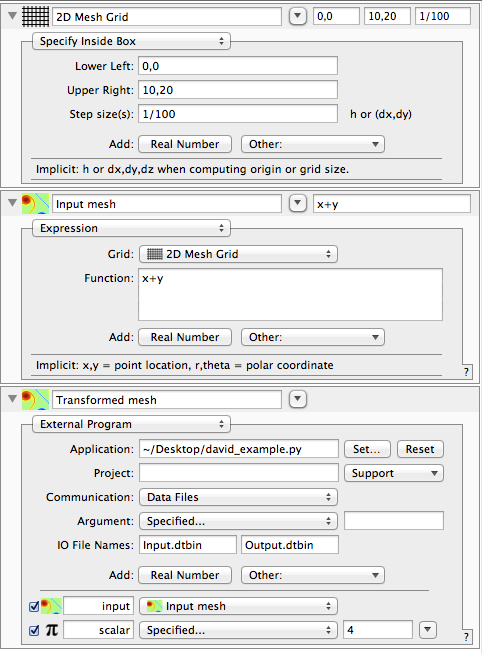 2D Mesh Grid 0,0 10,20 1/100
Specify Inside Box
Lower Left: 0,0
Upper Right: 10,20
Step size(s): 1/100 h or (dx,dy)
Add: Real Number Other:
Implicit: h or dx,dy,dz when computing origin or grid size.
Input mesh x+y
Expression
Grid: 2D Mesh Grid
Function: x+y
Add: Real Number Other:
Implicit: x,y = point location, r,theta = polar coordinate
?
Transformed mesh
External Program
Application: ~/Desktop/david_example.py Set... Reset
Project: Support
Communication: Data Files
Argument: Specified...
IO File Names: Input.dtbin Output.dtbin
Add: Real Number Other:
input Input mesh
π scalar Specified... 4
?